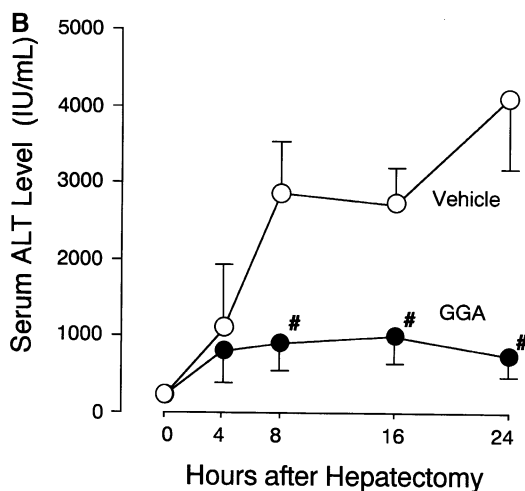 B
Serum ALT Level (IU/mL)
5000
4000
3000
2000
1000
0
Vehicle
GGA
#
#
#
0 4 8 16 24
Hours after Hepatectomy